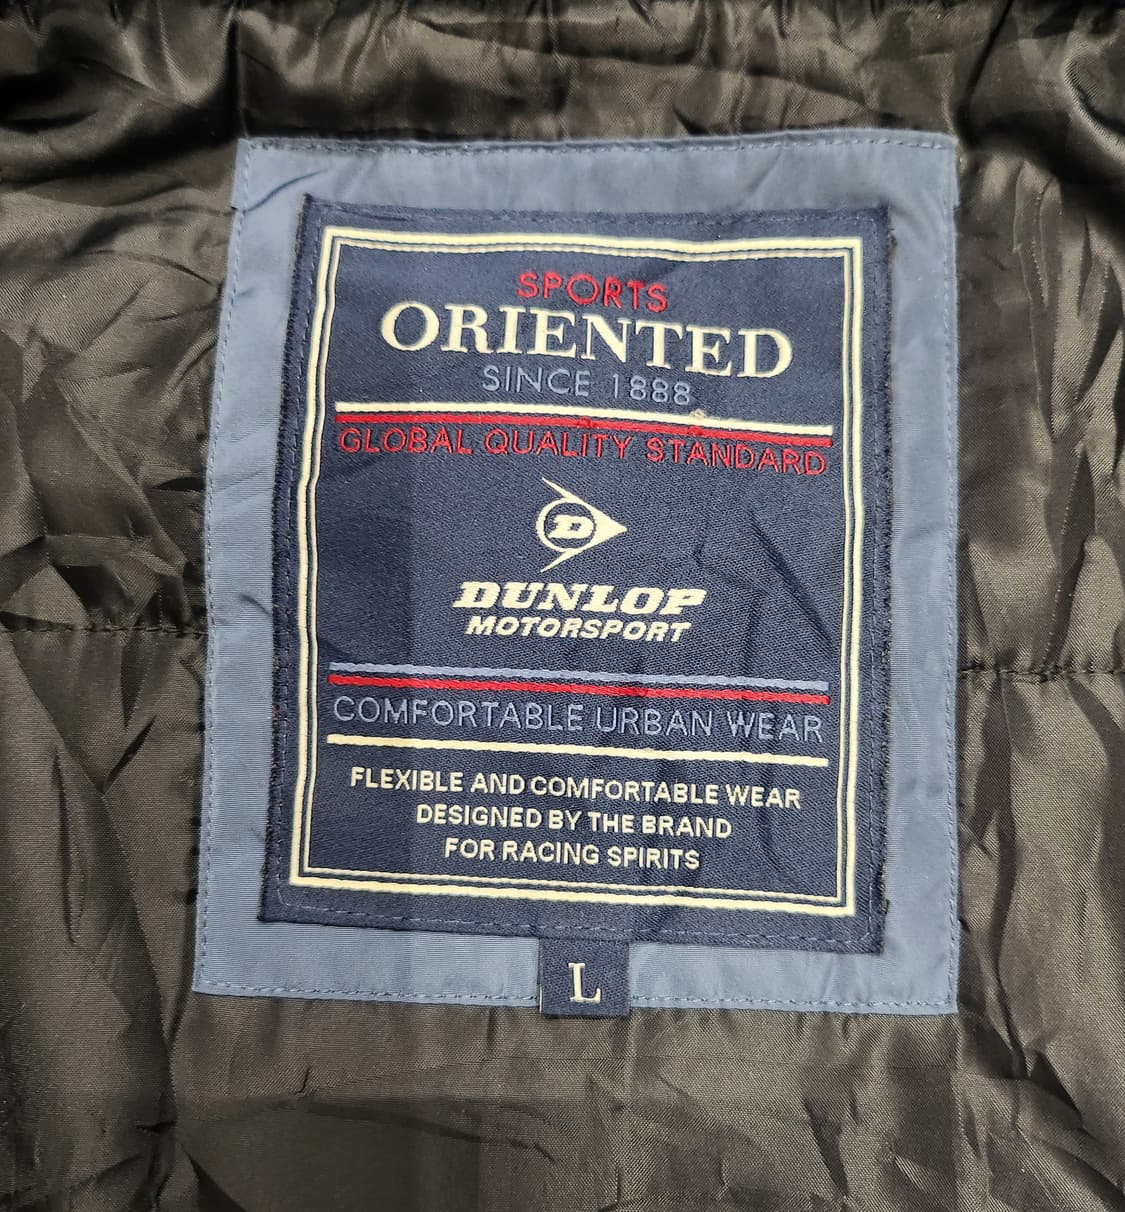 SPORTS
ORIENTED
SINCE 1888
GLOBAL QUALITY STANDARD
D
DUNLOP
MOTORSPORT
COMFORTABLE URBAN WEAR
FLEXIBLE AND COMFORTABLE WEAR
DESIGNED BY THE BRAND
FOR RACING SPIRITS
L